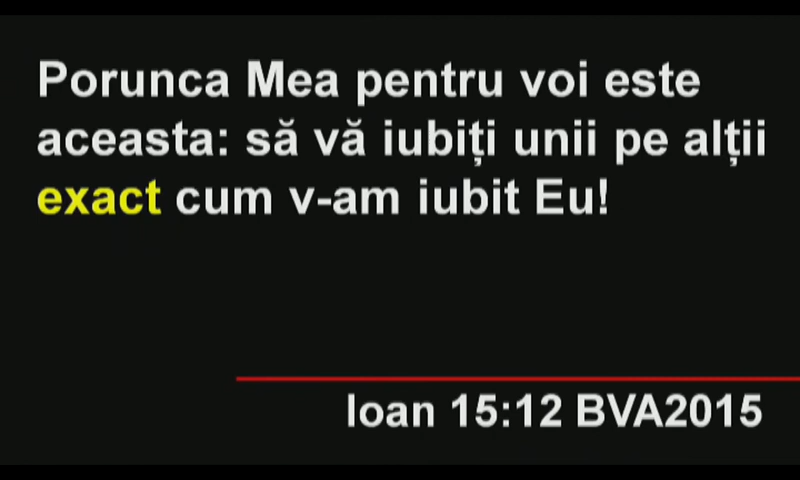 Porunca Mea pentru voi este
aceasta: să vă iubiți unii pe alții
exact cum v-am iubit Eu!
Ioan 15:12 BVA2015